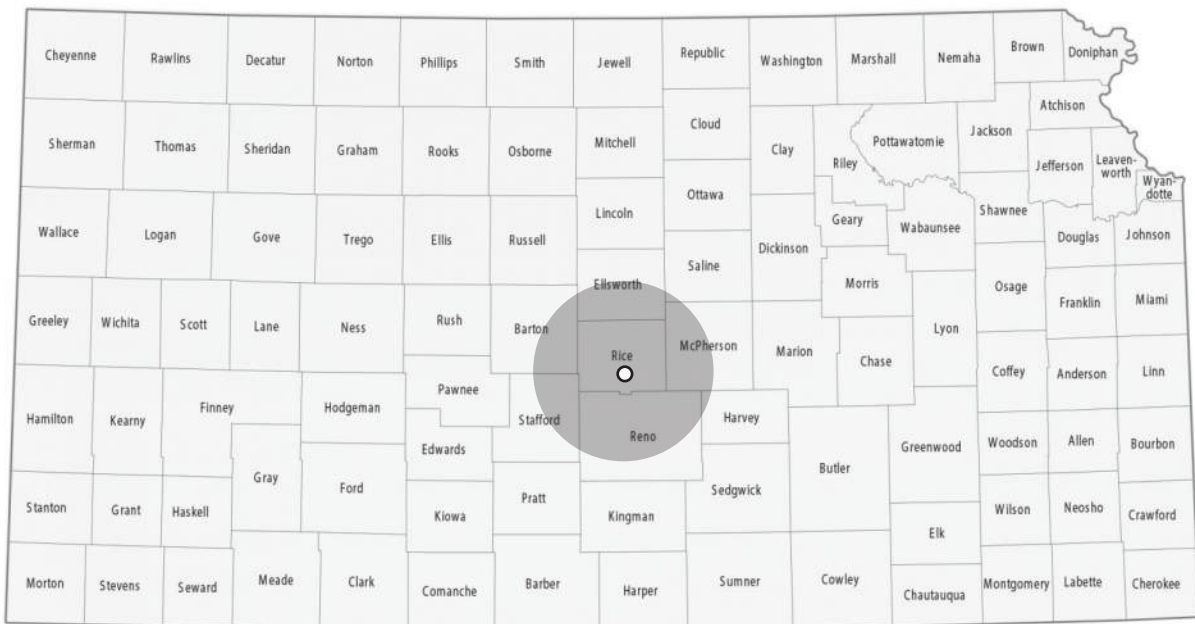 Cheyenne
Rawlins
Decatur
Norton
Phillips
Smith
Jewell
Republic
Washington
Marshall
Nemaha
Brown
Doniphan
Atchison
Sherman
Thomas
Sheridan
Graham
Rooks
Osborne
Mitchell
Cloud
Clay
Riley
Pottawatomie
Jackson
Jefferson
Leaven-
worth
Wyan-
dotte
Wallace
Logan
Gove
Trego
Ellis
Russell
Lincoln
Ottawa
Dickinson
Geary
Wabaunsee
Shawnee
Douglas
Johnson
Ellsworth
Saline
Morris
Osage
Franklin
Miami
Greeley
Wichita
Scott
Lane
Ness
Rush
Barton
Rice
McPherson
Marion
Chase
Lyon
Coffey
Anderson
Linn
Hamilton
Kearny
Finney
Hodgeman
Pawnee
Stafford
Reno
Harvey
Edwards
Gray
Ford
Pratt
Kiowa
Kingman
Sedgwick
Butler
Greenwood
Woodson
Allen
Bourbon
Stanton
Grant
Haskell
Elk
Wilson
Neosho
Crawford
Morton
Stevens
Seward
Meade
Clark
Comanche
Barber
Harper
Sumner
Cowley
Chautauqua
Montgomery
Labette
Cherokee